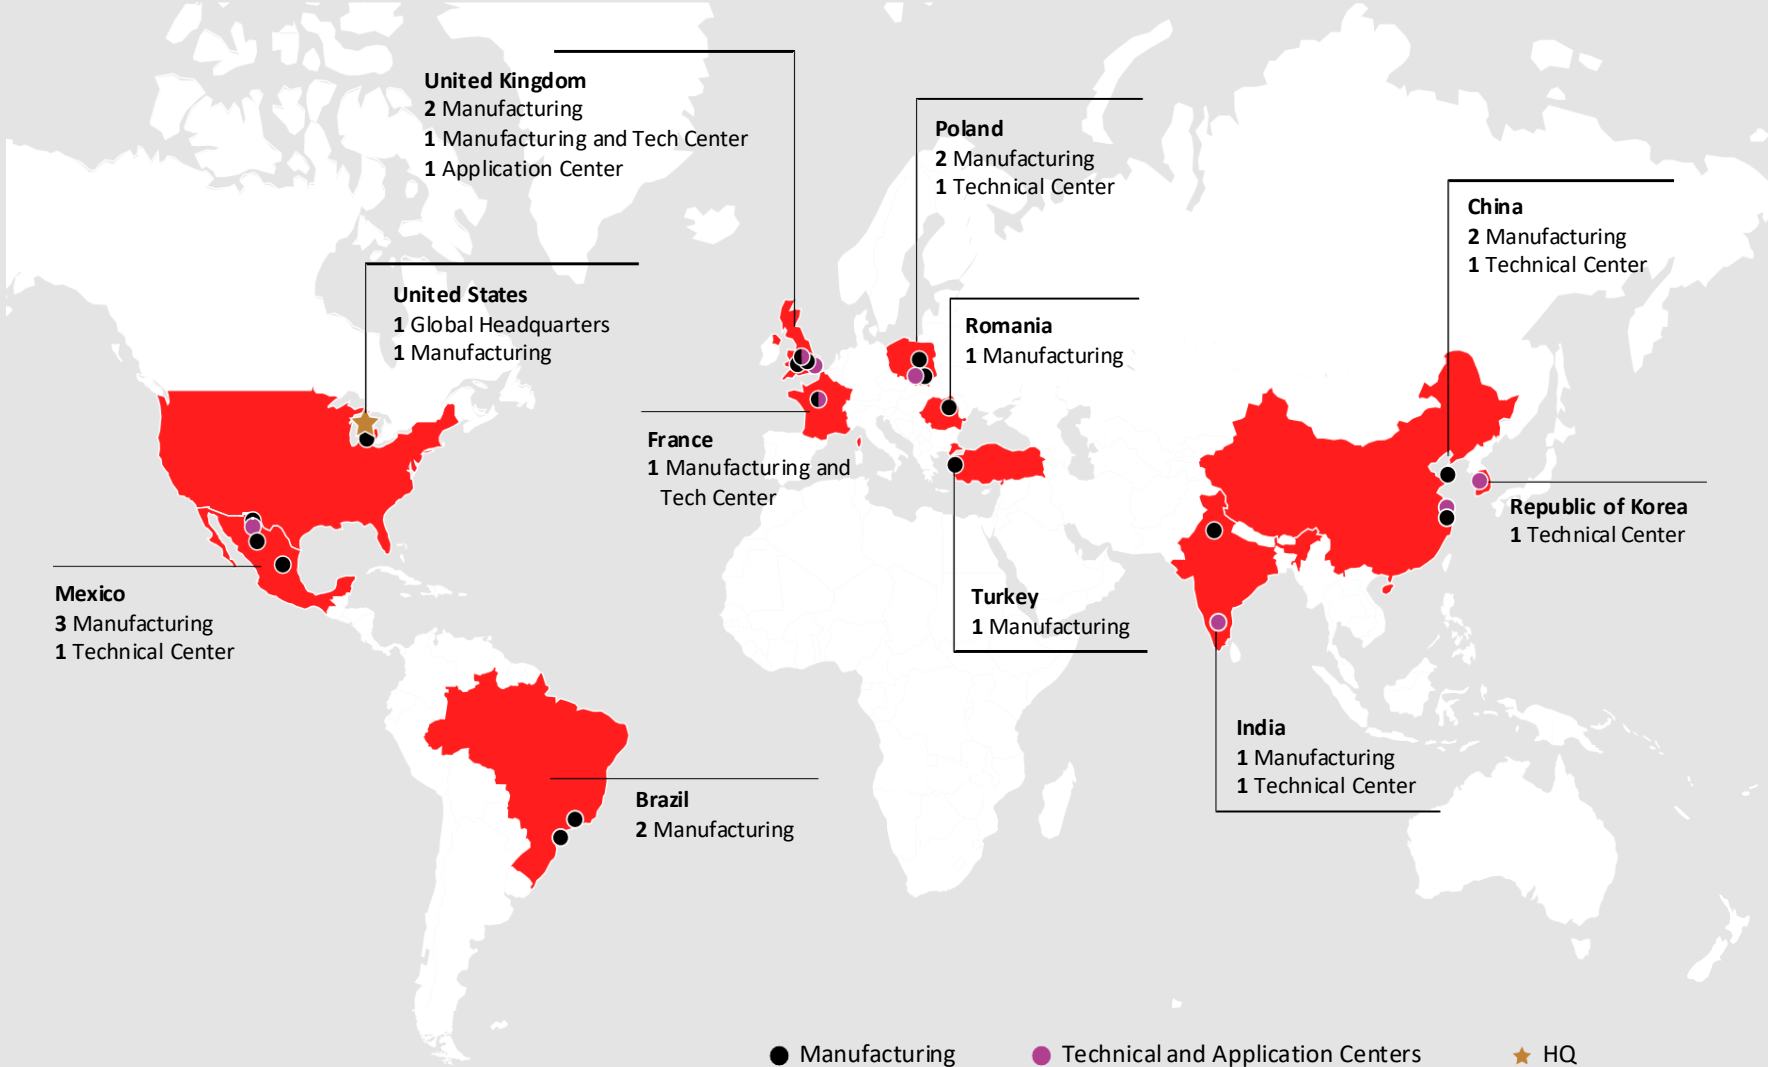 United Kingdom
2 Manufacturing
1 Manufacturing and Tech Center
1 Application Center
Poland
2 Manufacturing
1 Technical Center
China
2 Manufacturing
1 Technical Center
United States
1 Global Headquarters
1 Manufacturing
Romania
1 Manufacturing
France
1 Manufacturing and
Tech Center
Republic of Korea
1 Technical Center
Mexico
3 Manufacturing
1 Technical Center
Turkey
1 Manufacturing
India
1 Manufacturing
1 Technical Center
Brazil
2 Manufacturing
Manufacturing
Technical and Application Centers
HQ